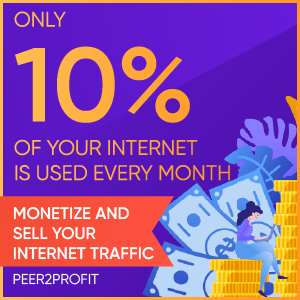 ONLY
10%
OF YOUR INTERNET
IS USED EVERY MONTH
MONETIZE AND
SELL YOUR
INTERNET TRAFFIC
PEER2PROFIT